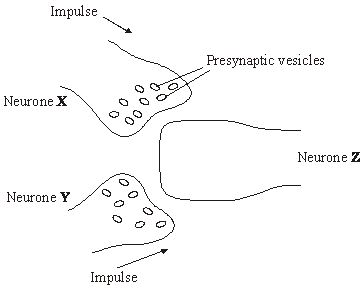 Impulse
Presynaptic vesicles
Neurone X
Neurone Z
Neurone Y
Impulse